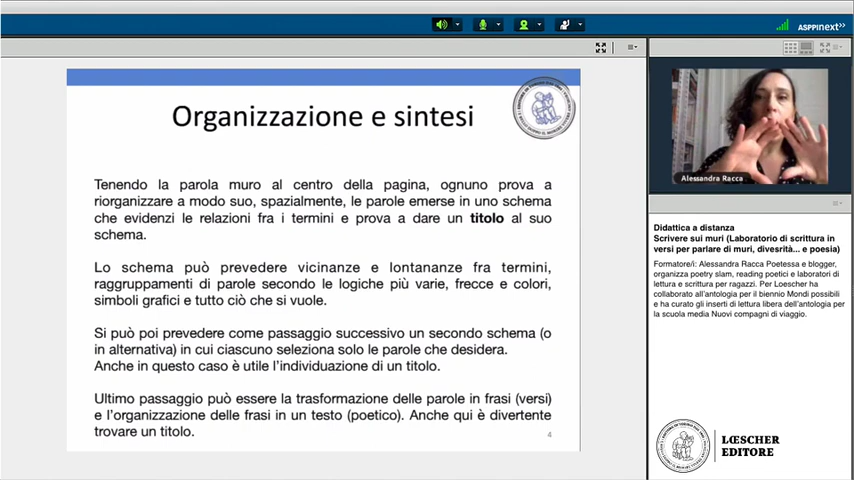 ASPPInext
Organizzazione e sintesi
Tenendo la parola muro al centro della pagina, ognuno prova a
riorganizzare a modo suo, spazialmente, le parole emerse in uno schema
che evidenzi le relazioni fra i termini e prova a dare un titolo al suo
schema.
Lo schema può prevedere vicinanze e lontananze fra termini,
raggruppamenti di parole secondo le logiche più varie, frecce e colori,
simboli grafici e tutto ciò che si vuole.
Si può poi prevedere come passaggio successivo un secondo schema (o
in alternativa) in cui ciascuno seleziona solo le parole che desidera.
Anche in questo caso è utile l'individuazione di un titolo.
Ultimo passaggio può essere la trasformazione delle parole in frasi (versi)
e l'organizzazione delle frasi in un testo (poetico). Anche qui è divertente
trovare un titolo.
4
Alessandra Racca
Didattica a distanza
Scrivere sui muri (Laboratorio di scrittura in
versi per parlare di muri, divesrità... e poesia)
Formatore/i: Alessandra Racca Poetessa e blogger,
organizza poetry slam, reading poetici e laboratori di
lettura e scrittura per ragazzi. Per Loescher ha
collaborato all'antologia per il biennio Mondi possibili
e ha curato gli inserti di lettura libera dell'antologia per
la scuola media Nuovi compagni di viaggio.
LŒSCHER
EDITORE